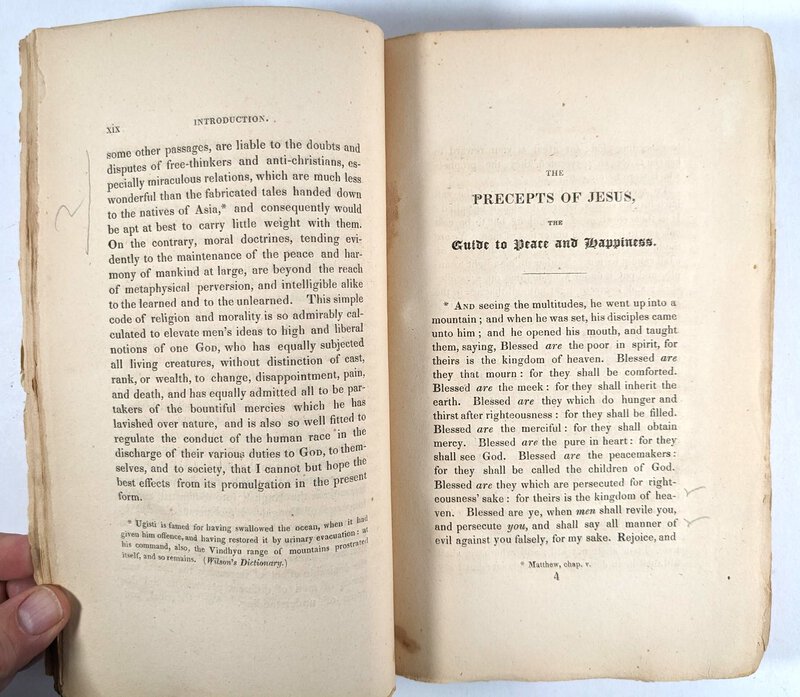 xix INTRODUCTION.
some other passages, are liable to the doubts and
disputes of free-thinkers and anti-christians, es-
pecially miraculous relations, which are much less
wonderful than the fabricated tales handed down
to the natives of Asia,* and consequently would
be apt at best to carry little weight with them.
On the contrary, moral doctrines, tending evi-
dently to the maintenance of the peace and har-
mony of mankind at large, are beyond the reach
of metaphysical perversion, and intelligible alike
to the learned and to the unlearned. This simple
code of religion and morality is so admirably cal-
culated to elevate men's ideas to high and liberal
notions of one GOD, who has equally subjected
all living creatures, without distinction of cast,
rank, or wealth, to change, disappointment, pain,
and death, and has equally admitted all to be par-
takers of the bountiful mercies which he has
lavished over nature, and is also so well fitted to
regulate the conduct of the human race in the
discharge of their various duties to GOD, to them-
selves, and to society, that I cannot but hope the
best effects from its promulgation in the present
form.
* Ugisti is famed for having swallowed the ocean, when it had
given him offence, and having restored it by urinary evacuation: at
his command, also, the Vindhyu range of mountains prostrated
itself, and so remains. (Wilson's Dictionary.)
THE
PRECEPTS OF JESUS,
THE
Guide to Peace and Happiness.
* AND seeing the multitudes, he went up into a
mountain; and when he was set, his disciples came
unto him; and he opened his mouth, and taught
them, saying, Blessed are the poor in spirit, for
theirs is the kingdom of heaven. Blessed are
they that mourn: for they shall be comforted.
Blessed are the meek: for they shall inherit the
earth. Blessed are they which do hunger and
thirst after righteousness: for they shall be filled.
Blessed are the merciful: for they shall obtain
mercy. Blessed are the pure in heart: for they
shall see God. Blessed are the peacemakers:
for they shall be called the children of God.
Blessed are they which are persecuted for right-
eousness' sake: for theirs is the kingdom of hea-
ven. Blessed are ye, when men shall revile you,
and persecute you, and shall say all manner of
evil against you falsely, for my sake. Rejoice, and
* Matthew, chap. v.
4